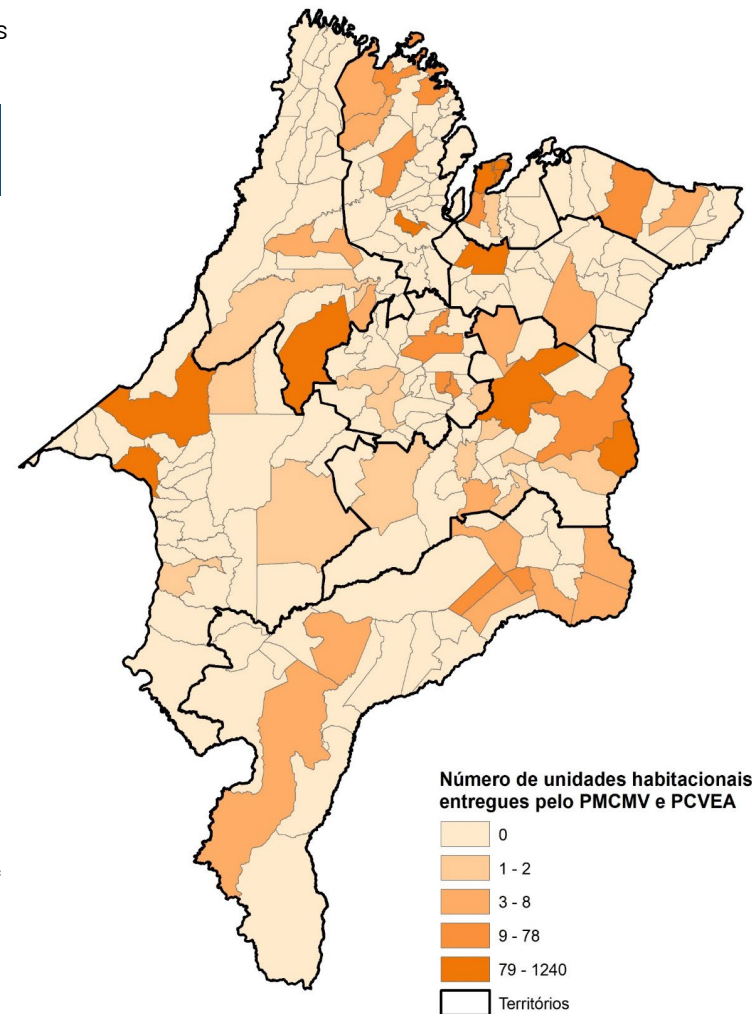 s
Número de unidades habitacionais
entregues pelo PMCMV e PCVEA
0
1 - 2
3 - 8
9 - 78
79 - 1240
Territórios